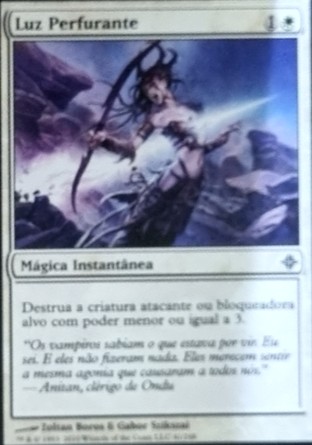 Luz Perfurante 1
Mágica Instantânea
Destrua a criatura atacante ou bloqueadora
alvo com poder menor ou igual a 3.
"Os vampiros sabiam o que estava por vir. Eu
sei. E eles não fizeram nada. Eles merecem sentir
a mesma agonia que causaram a todos nós."
— Anitan, clérigo de Ondu
Zoltan Boros & Gabor Szikszai